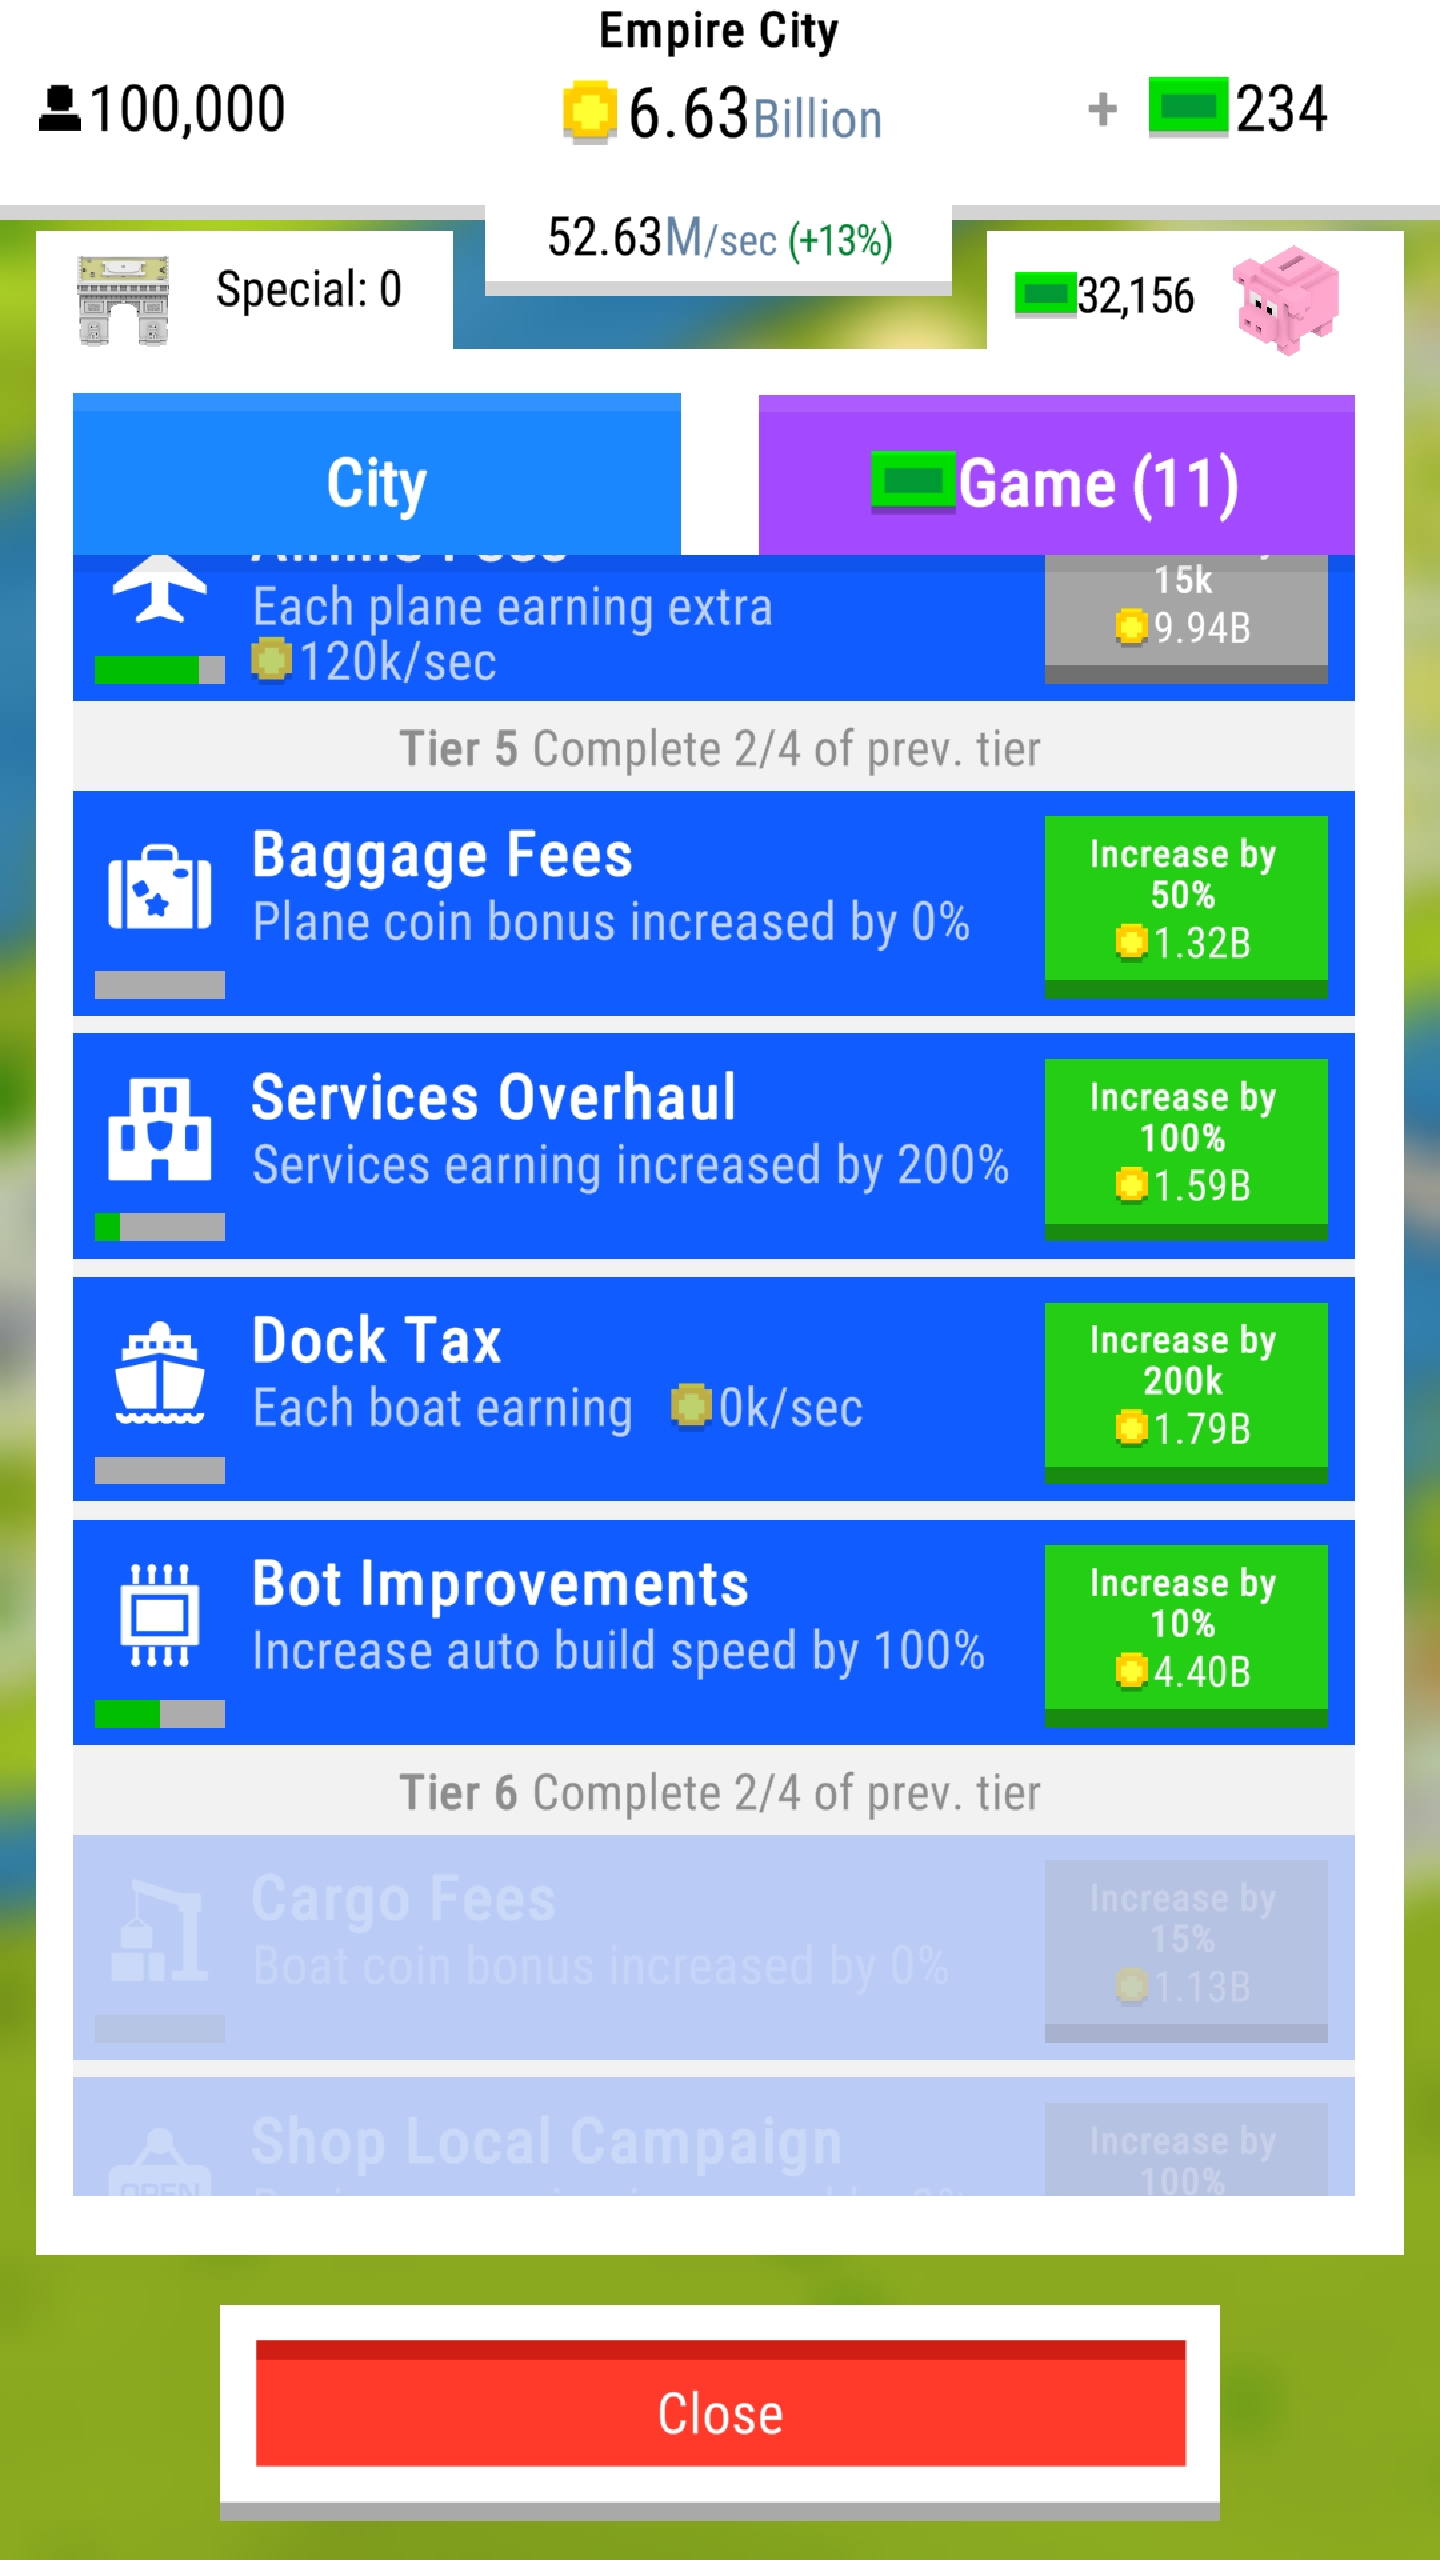 Empire City
100,000
6.63Billion
+ 234
52.63M/sec (+13%)
Special: 0
32,156
City
Game (11)
Each plane earning extra
120k/sec
15k
9.94B
Tier 5 Complete 2/4 of prev. tier
Baggage Fees
Plane coin bonus increased by 0%
Increase by
50%
1.32B
Services Overhaul
Services earning increased by 200%
Increase by
100%
1.59B
Dock Tax
Each boat earning 0k/sec
Increase by
200k
1.79B
Bot Improvements
Increase auto build speed by 100%
Increase by
10%
4.40B
Tier 6 Complete 2/4 of prev. tier
Cargo Fees
Boat coin bonus increased by 0%
Increase by
15%
1.13B
Shop Local Campaign
OPEN
Increase by
100%
Close